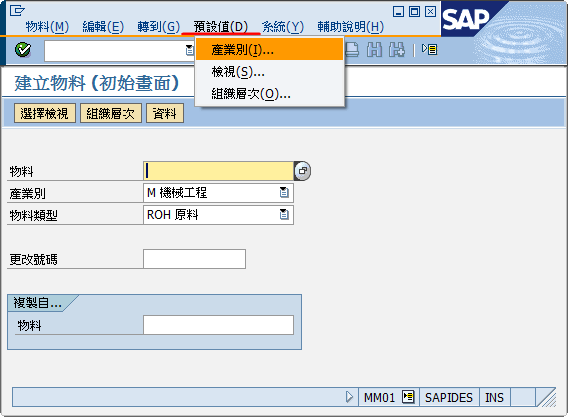 物料(M) 編輯(E) 轉到(G) 預設值(D) 系統(Y) 輔助說明(H)
SAP
產業別(I)...
檢視(S)...
組織層次(O)...
建立物料 (初始畫面)
選擇檢視 組織層次 資料
物料
產業別 M 機械工程
物料類型 ROH 原料
更改號碼
複製自...
物料
MM01 SAPIDES INS